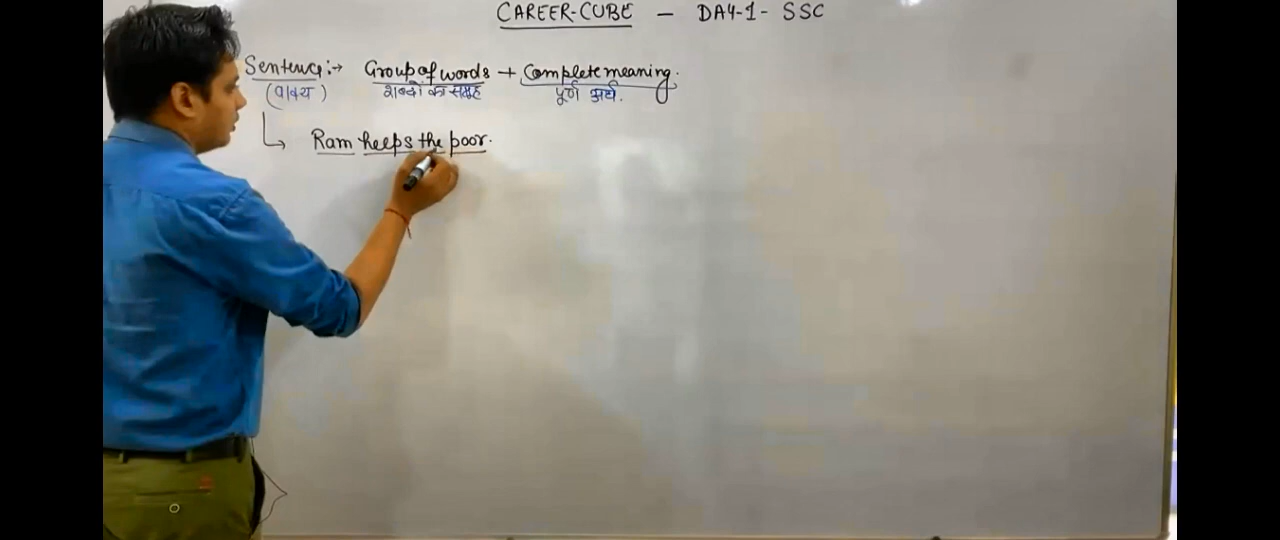 CAREER-CUBE - DAY-1- SSC
Sentence:→ Group of words + Complete meaning.
(वाक्य) शब्दों का समूह पूर्ण अर्थ.
Ram helps the poor.